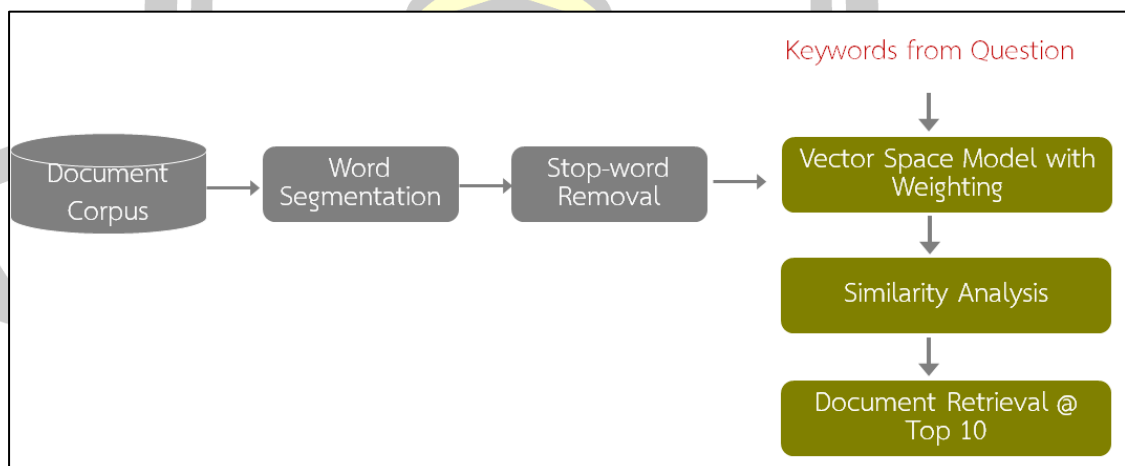 Keywords from Question
Document
Corpus
Word
Segmentation
Stop-word
Removal
Vector Space Model with
Weighting
Similarity Analysis
Document Retrieval @
Top 10